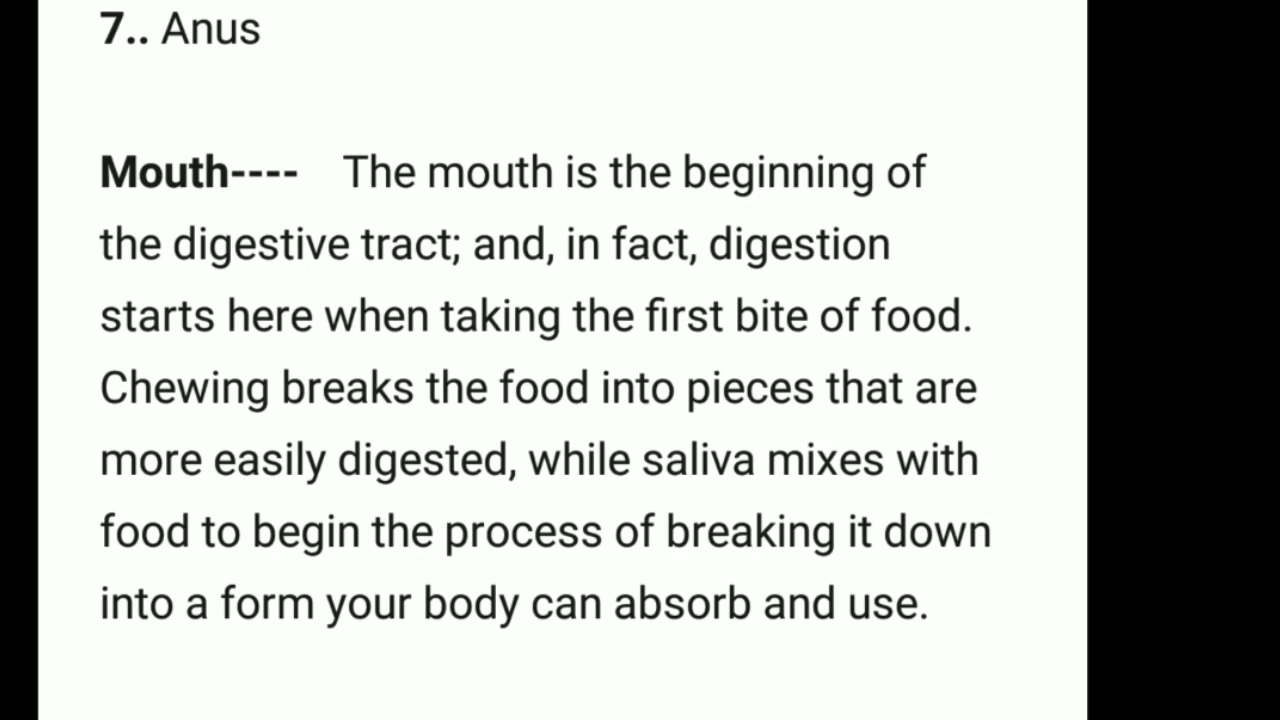 7.. Anus
Mouth---- The mouth is the beginning of
the digestive tract; and, in fact, digestion
starts here when taking the first bite of food.
Chewing breaks the food into pieces that are
more easily digested, while saliva mixes with
food to begin the process of breaking it down
into a form your body can absorb and use.